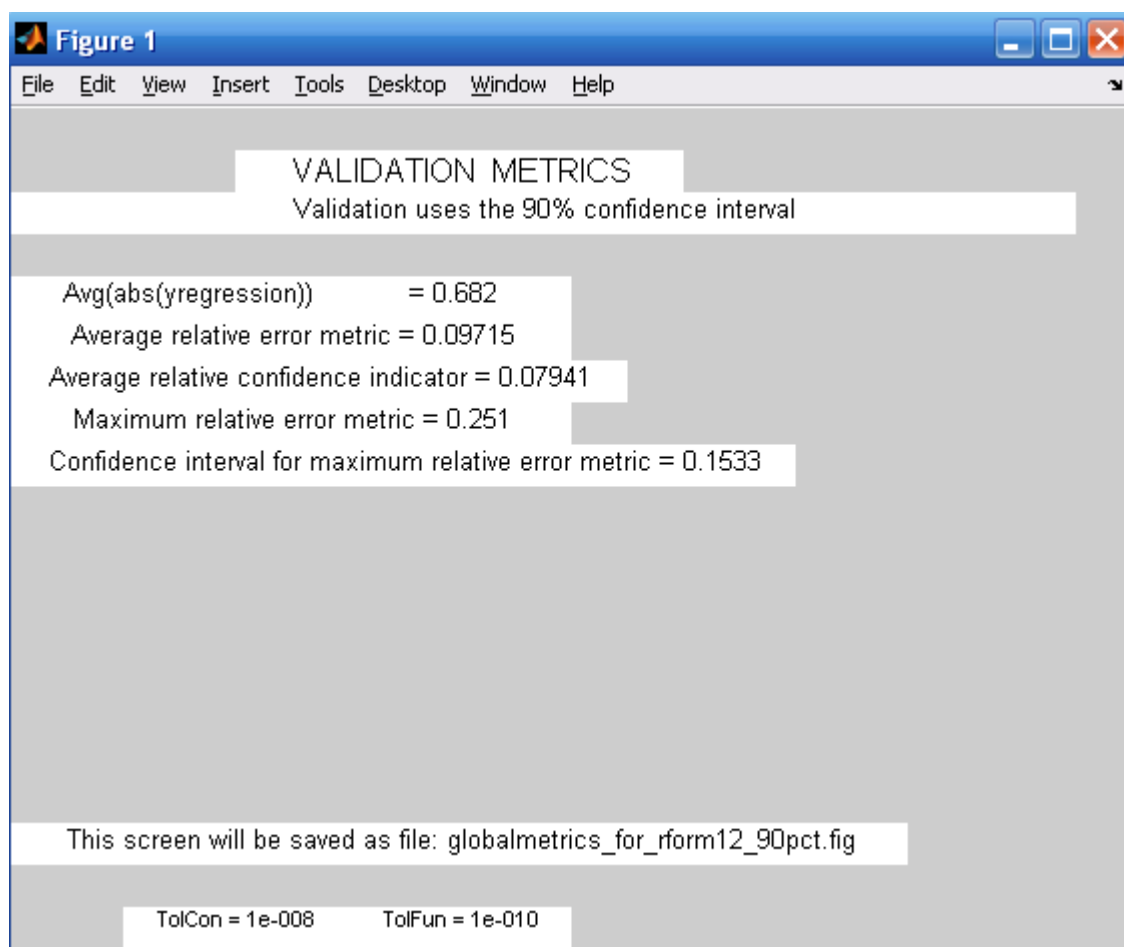 Figure 1
File Edit View Insert Tools Desktop Window Help
VALIDATION METRICS
Validation uses the 90% confidence interval
Avg(abs(yregression)) = 0.682
Average relative error metric = 0.09715
Average relative confidence indicator = 0.07941
Maximum relative error metric = 0.251
Confidence interval for maximum relative error metric = 0.1533
This screen will be saved as file: globalmetrics_for_rform12_90pct.fig
TolCon = 1e-008 TolFun = 1e-010